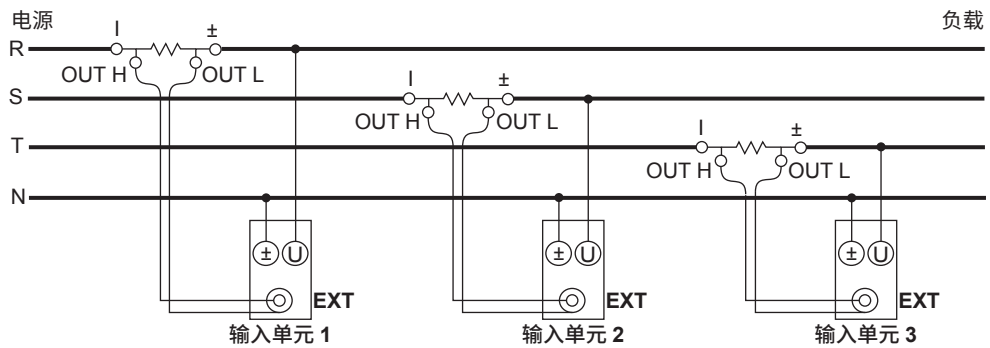 电源 负载
I ±
R
OUT H OUT L
I ±
S
OUT H OUT L
I ±
T
OUT H OUT L
N
± U ± U ± U
EXT EXT EXT
输入单元 1 输入单元 2 输入单元 3